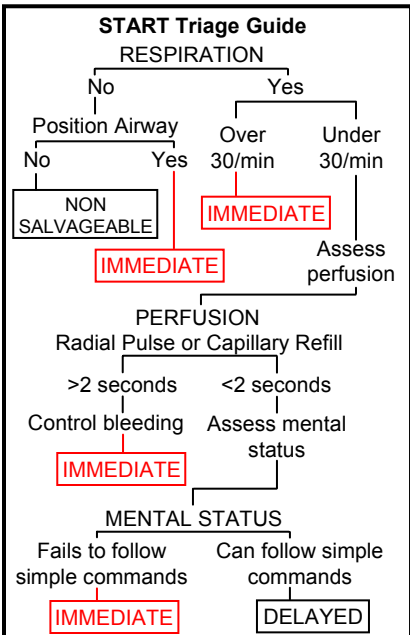 START Triage Guide
RESPIRATION
No Yes
Position Airway
No Yes
Over
30/min
Under
30/min
NON
SALVAGEABLE
IMMEDIATE
IMMEDIATE
Assess
perfusion
PERFUSION
Radial Pulse or Capillary Refill
>2 seconds <2 seconds
Control bleeding
Assess mental
status
IMMEDIATE
MENTAL STATUS
Fails to follow
simple commands
Can follow simple
commands
IMMEDIATE
DELAYED